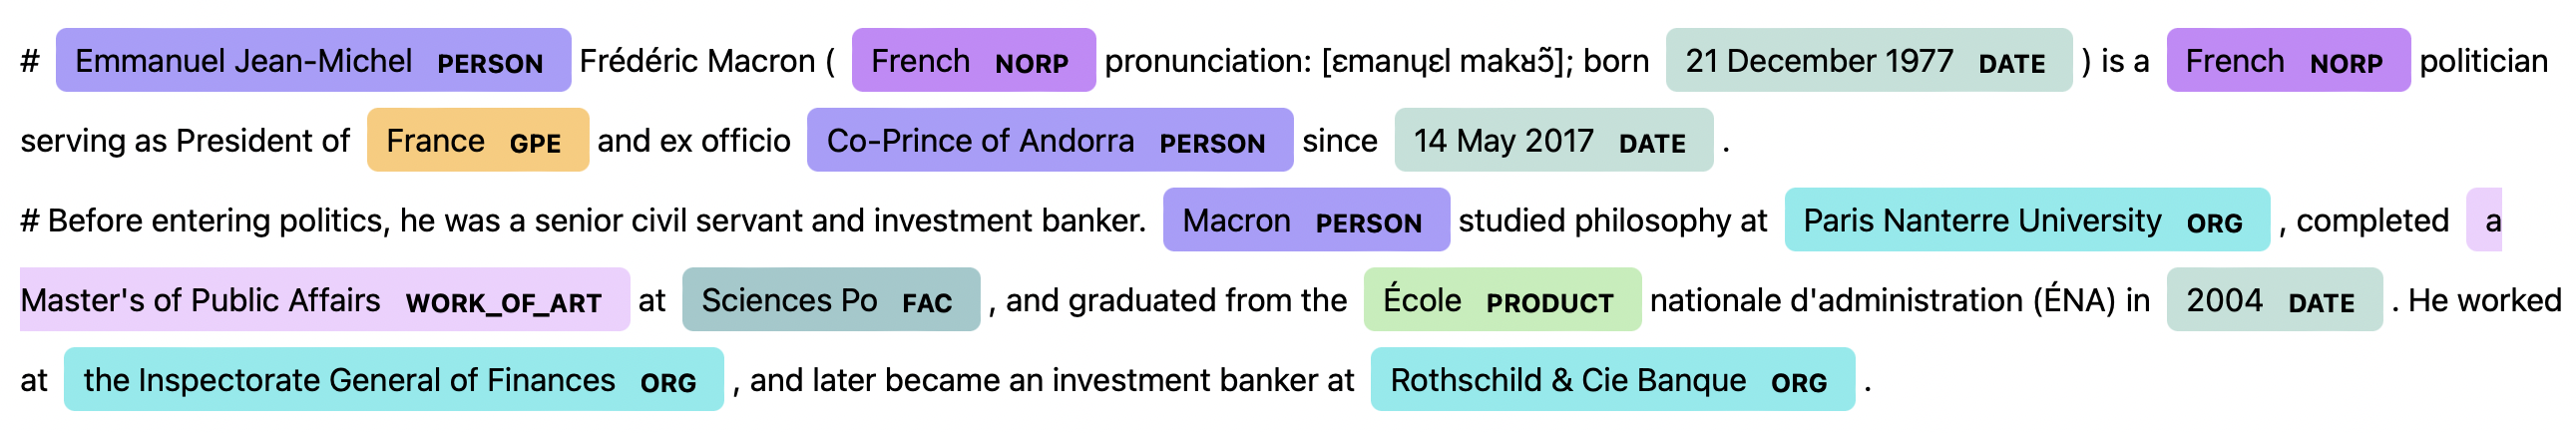 # Emmanuel Jean-Michel PERSON Frédéric Macron ( French NORP pronunciation: [ɛmanɥɛl makʁɔ̃]; born 21 December 1977 DATE ) is a French NORP politician
serving as President of France GPE and ex officio Co-Prince of Andorra PERSON since 14 May 2017 DATE .
# Before entering politics, he was a senior civil servant and investment banker. Macron PERSON studied philosophy at Paris Nanterre University ORG , completed a
Master's of Public Affairs WORK_OF_ART at Sciences Po FAC , and graduated from the École PRODUCT nationale d'administration (ÉNA) in 2004 DATE . He worked
at the Inspectorate General of Finances ORG , and later became an investment banker at Rothschild & Cie Banque ORG .